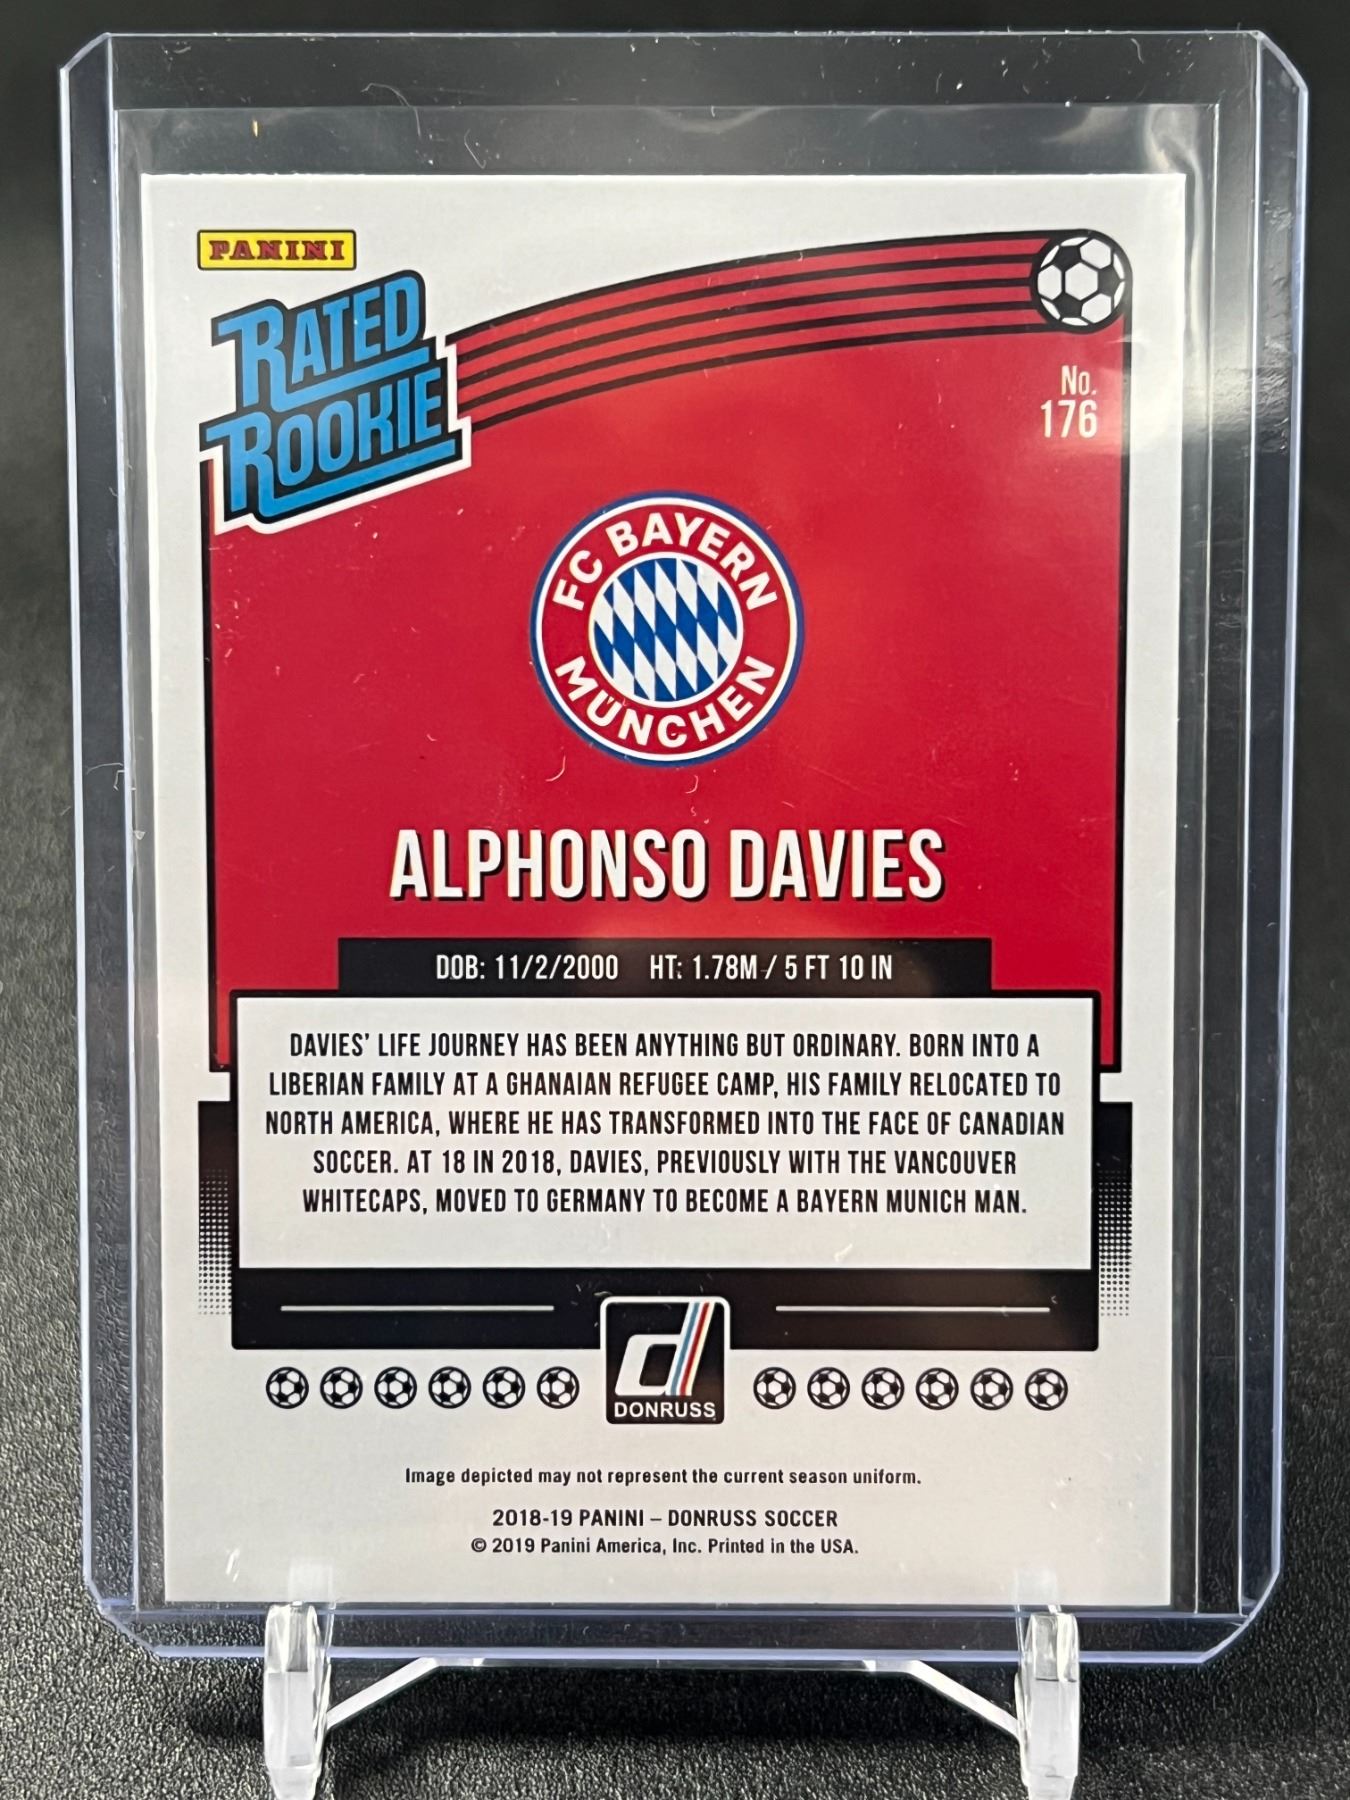 PANINI
RATED
ROOKIE
No.
176
FC BAYERN
MÜNCHEN
ALPHONSO DAVIES
DOB: 11/2/2000 HT: 1.78M / 5 FT 10 IN
DAVIES' LIFE JOURNEY HAS BEEN ANYTHING BUT ORDINARY. BORN INTO A
LIBERIAN FAMILY AT A GHANAIAN REFUGEE CAMP, HIS FAMILY RELOCATED TO
NORTH AMERICA, WHERE HE HAS TRANSFORMED INTO THE FACE OF CANADIAN
SOCCER. AT 18 IN 2018, DAVIES, PREVIOUSLY WITH THE VANCOUVER
WHITECAPS, MOVED TO GERMANY TO BECOME A BAYERN MUNICH MAN.
d
DONRUSS
Image depicted may not represent the current season uniform.
2018-19 PANINI – DONRUSS SOCCER
© 2019 Panini America, Inc. Printed in the USA.